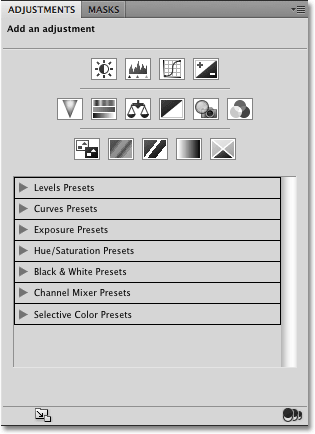 ADJUSTMENTS MASKS
Add an adjustment
Levels Presets
Curves Presets
Exposure Presets
Hue/Saturation Presets
Black & White Presets
Channel Mixer Presets
Selective Color Presets